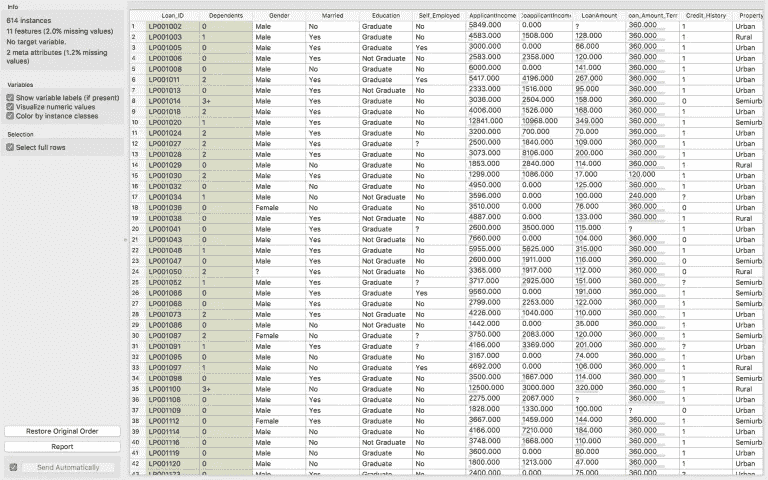 Info
614 instances
11 features (2.0% missing values)
No target variable.
2 meta attributes (1.2% missing values)
Variables
Show variable labels (if present)
Visualize numeric values
Color by instance classes
Selection
Select full rows
Restore Original Order
Report
Send Automatically
Loan_ID Dependents Gender Married Education Self_Employed ApplicantIncome LoanAmount Credit_History Property
1 LP001002 0 Male No Graduate No 5849.000 0.000 ? 360.000 1 Urban
2 LP001003 1 Male Yes Graduate No 4583.000 1508.000 128.000 360.000 1 Rural
3 LP001005 0 Male Yes Graduate Yes 3000.000 0.000 66.000 360.000 1 Urban
4 LP001006 0 Male Yes Not Graduate No 2583.000 2358.000 120.000 360.000 1 Urban
5 LP001008 0 Male No Graduate No 6000.000 0.000 141.000 360.000 1 Urban
6 LP001011 2 Male Yes Graduate Yes 5417.000 4196.000 267.000 360.000 1 Urban
7 LP001013 0 Male Yes Not Graduate No 2333.000 1516.000 95.000 360.000 1 Urban
8 LP001014 3+ Male Yes Graduate No 3036.000 2504.000 158.000 360.000 0 Semiurb
9 LP001018 2 Male Yes Graduate No 4006.000 1526.000 168.000 360.000 1 Urban
10 LP001020 1 Male Yes Graduate No 12841.000 10968.000 349.000 360.000 1 Semiurb
11 LP001024 2 Male Yes Graduate No 3200.000 700.000 70.000 360.000 1 Urban
12 LP001027 2 Male Yes Graduate ? 2500.000 1840.000 109.000 360.000 1 Urban
13 LP001028 2 Male Yes Graduate No 3073.000 8106.000 200.000 360.000 1 Urban
14 LP001029 0 Male No Graduate No 1853.000 2840.000 114.000 360.000 1 Rural
15 LP001030 2 Male Yes Graduate No 1299.000 1086.000 17.000 120.000 1 Urban
16 LP001032 0 Male No Graduate No 4950.000 0.000 125.000 360.000 1 Urban
17 LP001034 1 Male No Not Graduate No 3596.000 0.000 100.000 240.000 ? Urban
18 LP001036 0 Female No Graduate No 3510.000 0.000 76.000 360.000 0 Urban
19 LP001038 0 Male Yes Not Graduate No 4887.000 0.000 133.000 360.000 1 Rural
20 LP001041 0 Male Yes Graduate ? 2600.000 3500.000 115.000 ? 1 Urban
21 LP001043 0 Male Yes Not Graduate No 7660.000 0.000 104.000 360.000 0 Urban
22 LP001046 1 Male Yes Graduate No 5955.000 5625.000 315.000 360.000 1 Urban
23 LP001047 0 Male Yes Not Graduate No 2600.000 1911.000 116.000 360.000 0 Semiurb
24 LP001050 2 ? Yes Not Graduate No 3365.000 1917.000 112.000 360.000 0 Rural
25 LP001052 1 Male Yes Graduate ? 3717.000 2925.000 151.000 360.000 ? Semiurb
26 LP001066 0 Male Yes Graduate Yes 9560.000 0.000 191.000 360.000 1 Semiurb
27 LP001068 0 Male Yes Graduate No 2799.000 2253.000 122.000 360.000 1 Semiurb
28 LP001073 2 Male Yes Not Graduate No 4226.000 1040.000 110.000 360.000 1 Urban
29 LP001086 0 Male No Not Graduate No 1442.000 0.000 35.000 360.000 1 Urban
30 LP001087 2 Female No Graduate ? 3750.000 2083.000 120.000 360.000 1 Semiurb
31 LP001091 1 Male Yes Graduate ? 4166.000 3369.000 201.000 360.000 ? Urban
32 LP001095 0 Male No Graduate No 3167.000 0.000 74.000 360.000 1 Urban
33 LP001097 1 Male No Graduate Yes 4692.000 0.000 106.000 360.000 1 Rural
34 LP001098 0 Male Yes Graduate No 3500.000 1667.000 114.000 360.000 1 Semiurb
35 LP001100 3+ Male No Graduate No 12500.000 3000.000 320.000 360.000 1 Rural
36 LP001106 0 Male Yes Graduate No 2275.000 2067.000 ? 360.000 1 Urban
37 LP001109 0 Male Yes Graduate No 1828.000 1330.000 100.000 ? 0 Urban
38 LP001112 0 Female Yes Graduate No 3667.000 1459.000 144.000 360.000 1 Semiurb
39 LP001114 0 Male No Graduate No 4166.000 7210.000 184.000 360.000 1 Urban
40 LP001116 0 Male No Not Graduate No 3748.000 1668.000 110.000 360.000 1 Semiurb
41 LP001119 0 Male No Graduate No 3600.000 0.000 80.000 360.000 1 Urban
42 LP001120 0 Male No Graduate No 1800.000 1213.000 47.000 360.000 1 Urban